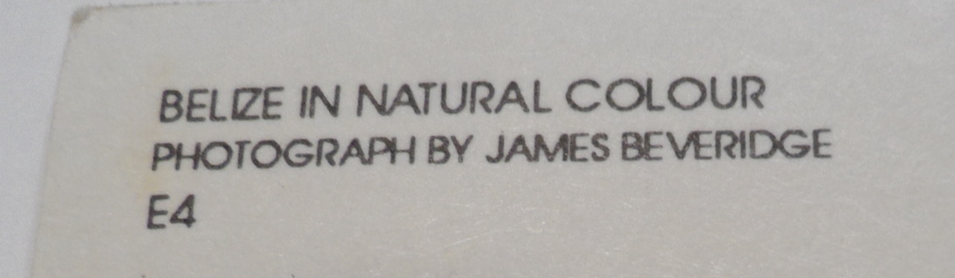 BELIZE IN NATURAL COLOUR
PHOTOGRAPH BY JAMES BEVERIDGE
E4